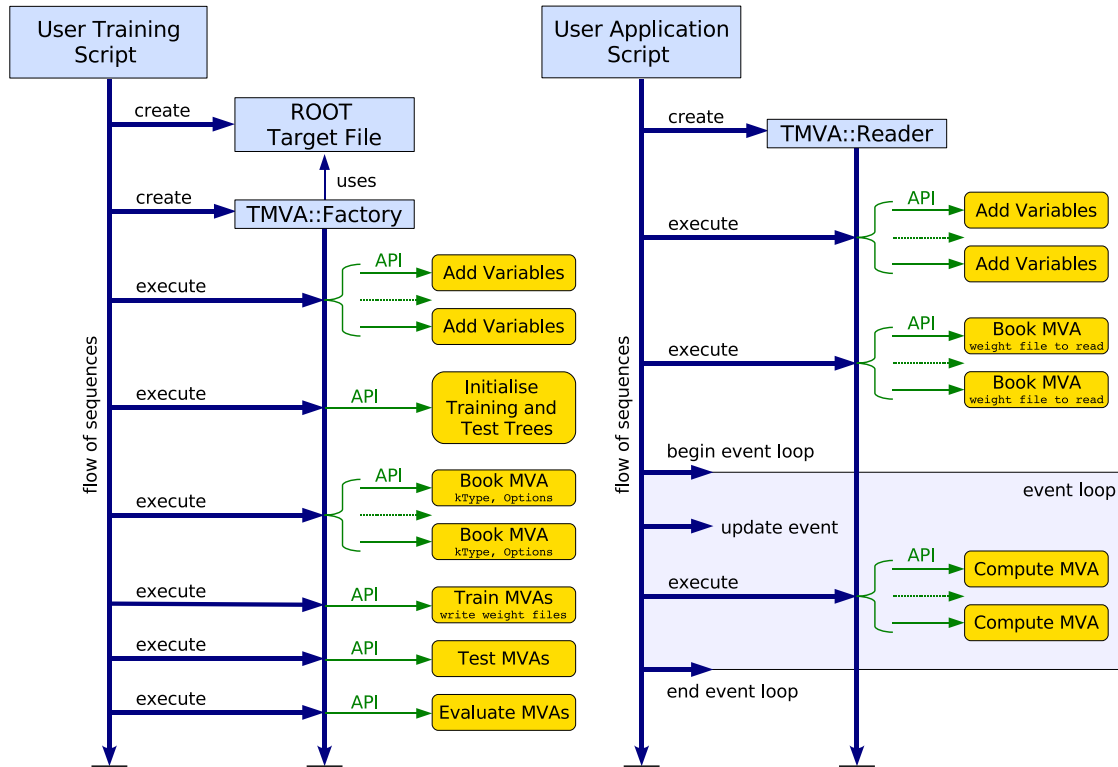 User Training
Script
create
ROOT
Target File
uses
create
TMVA::Factory
execute
API
Add Variables
Add Variables
flow of sequences
execute
API
Initialise
Training and
Test Trees
execute
API
Book MVA
kType, Options
Book MVA
kType, Options
execute
API
Train MVAs
write weight files
execute
API
Test MVAs
execute
API
Evaluate MVAs
User Application
Script
create
TMVA::Reader
execute
API
Add Variables
Add Variables
flow of sequences
execute
API
Book MVA
weight file to read
Book MVA
weight file to read
begin event loop
event loop
update event
execute
API
Compute MVA
Compute MVA
end event loop